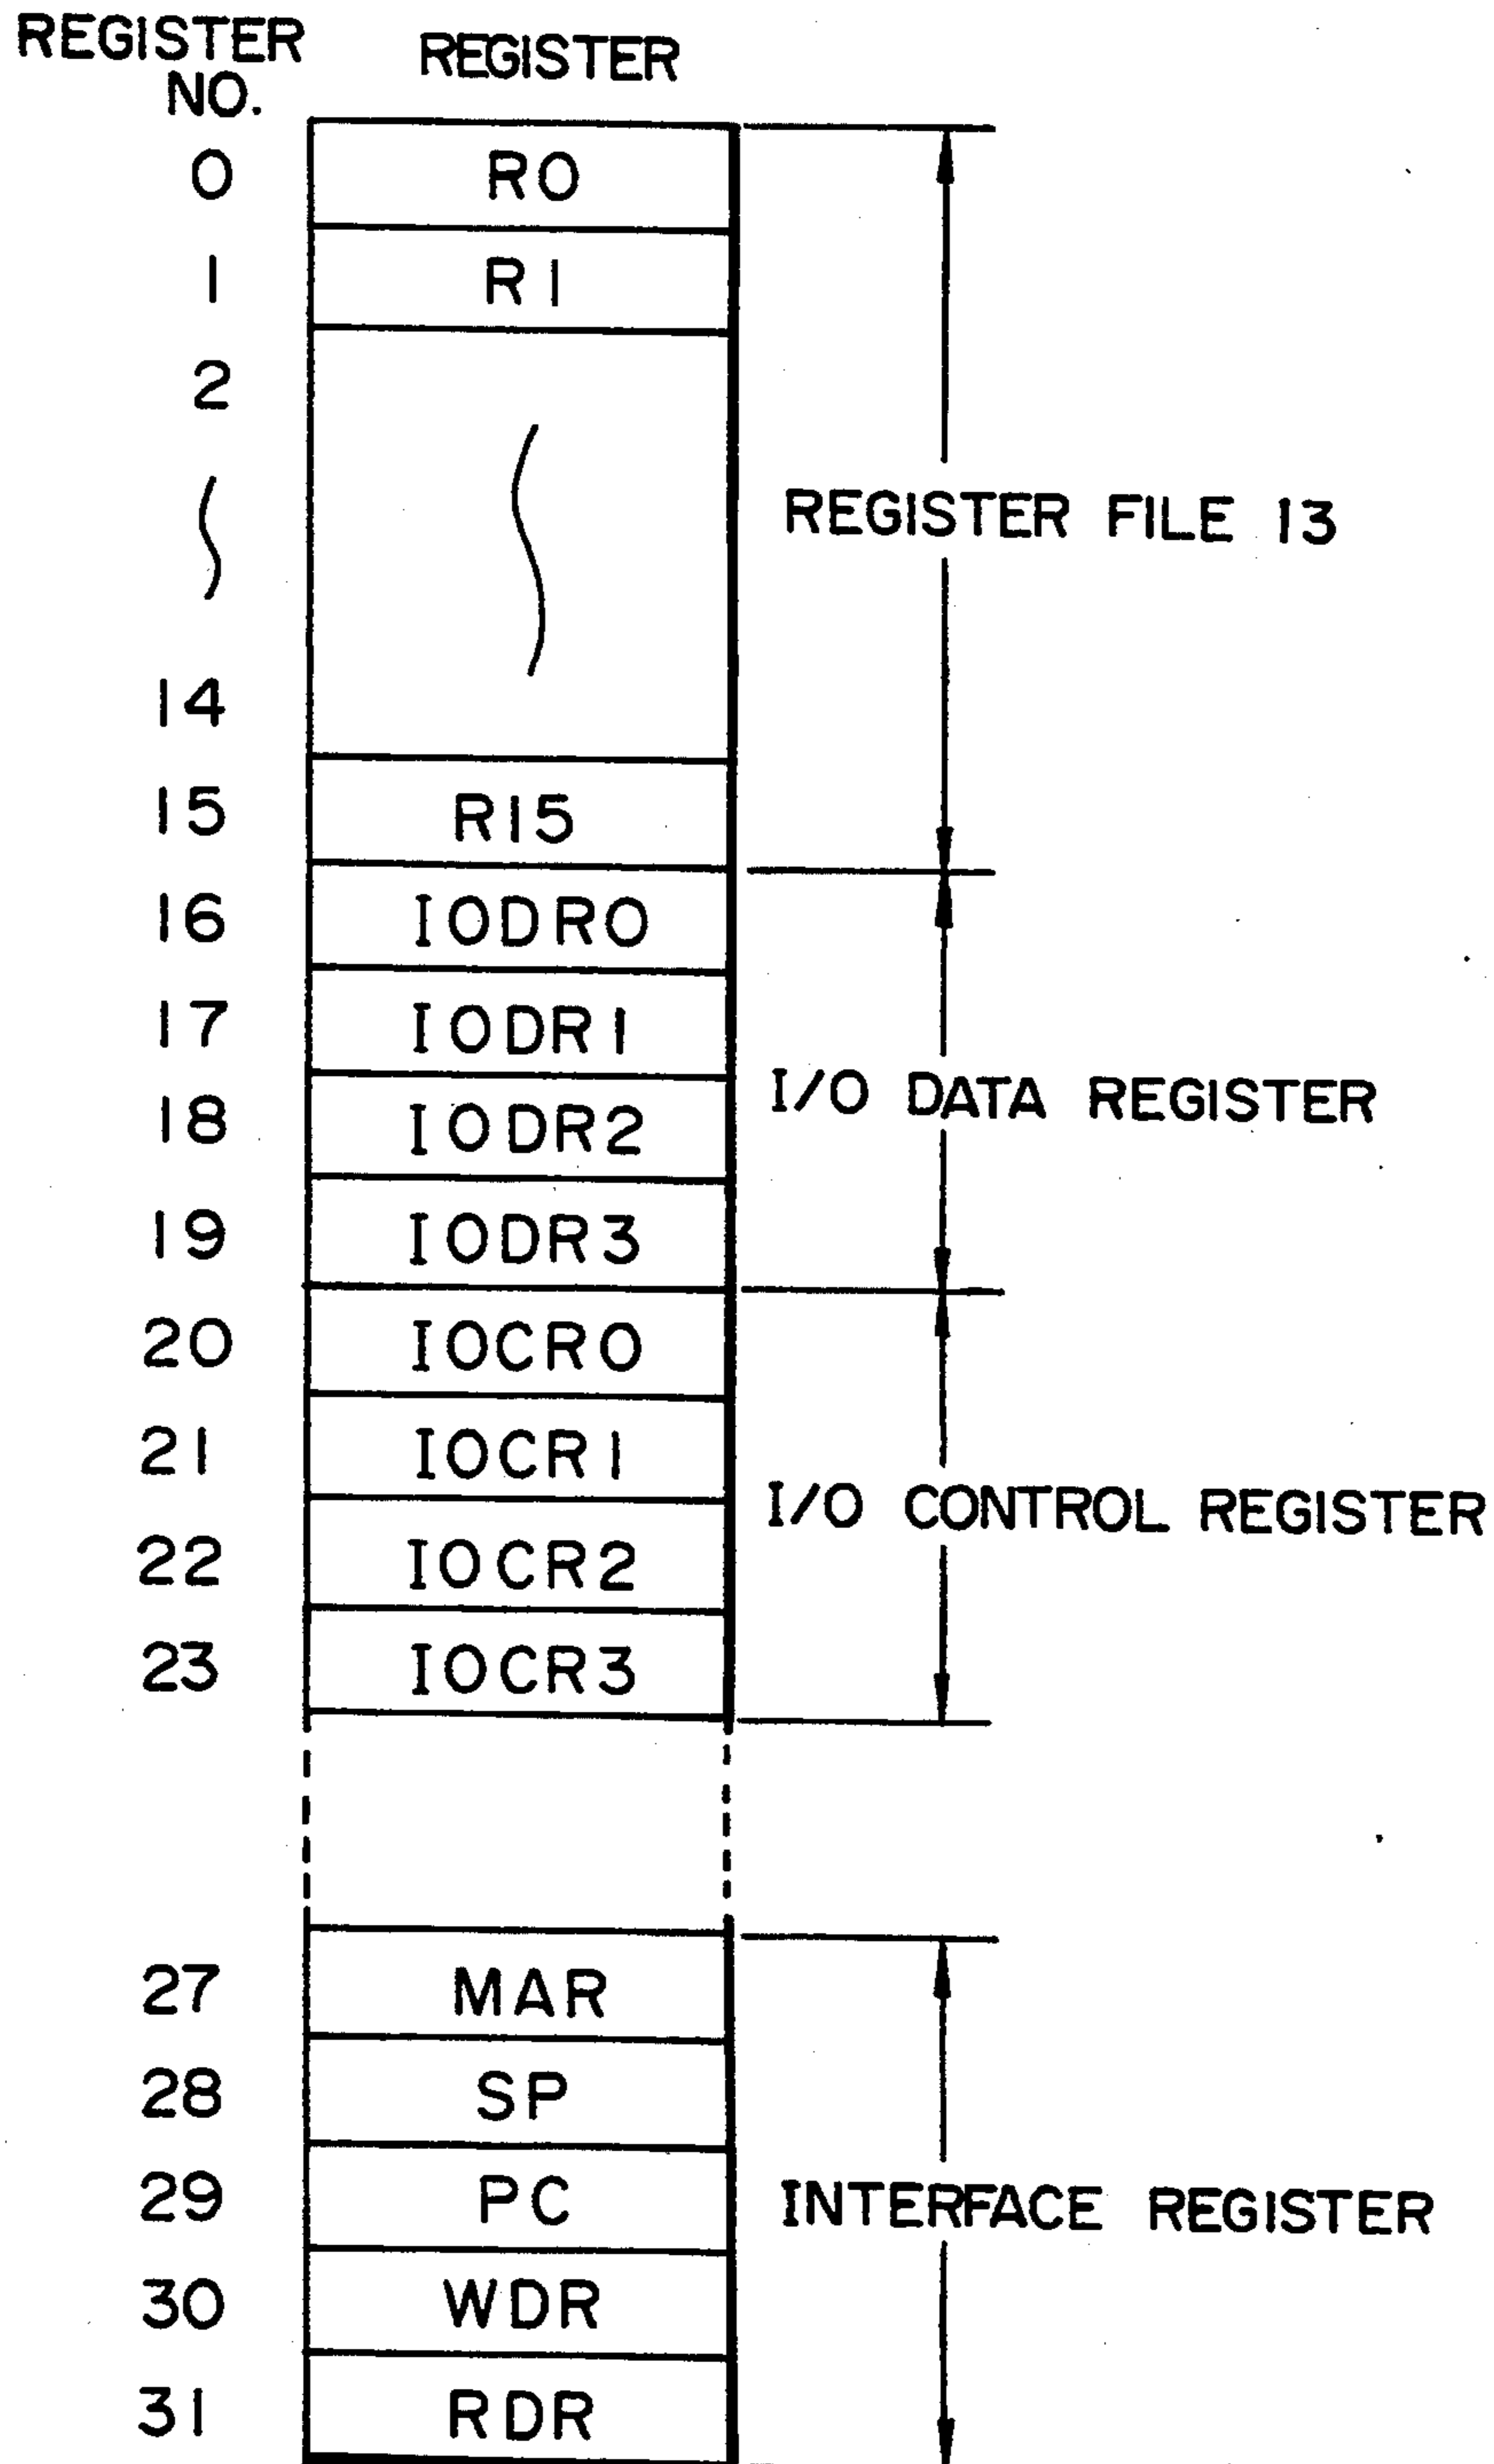 REGISTER NO.
REGISTER
0 R0
1 R1
2
14
REGISTER FILE 13
15 R15
16 IODR0
17 IODR1
18 IODR2
19 IODR3
I/O DATA REGISTER
20 IOCR0
21 IOCR1
22 IOCR2
23 IOCR3
I/O CONTROL REGISTER
27 MAR
28 SP
29 PC
30 WDR
31 RDR
INTERFACE REGISTER